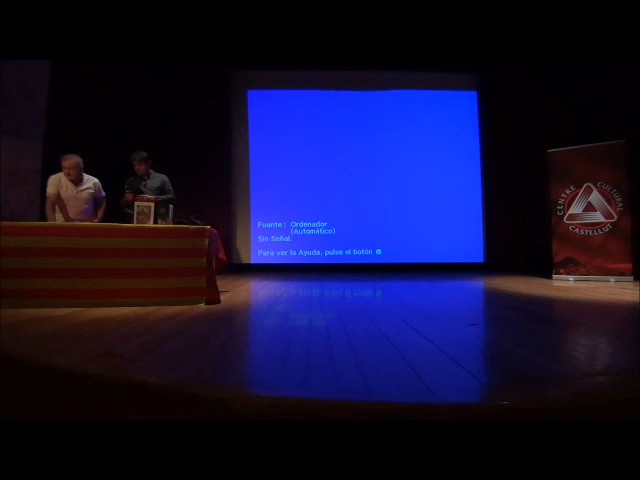 Fuente: Ordenador
(Automático)
Sin Señal.
Para ver la Ayuda, pulse el botón
CENTRE CULTURAL
CASTELLUT